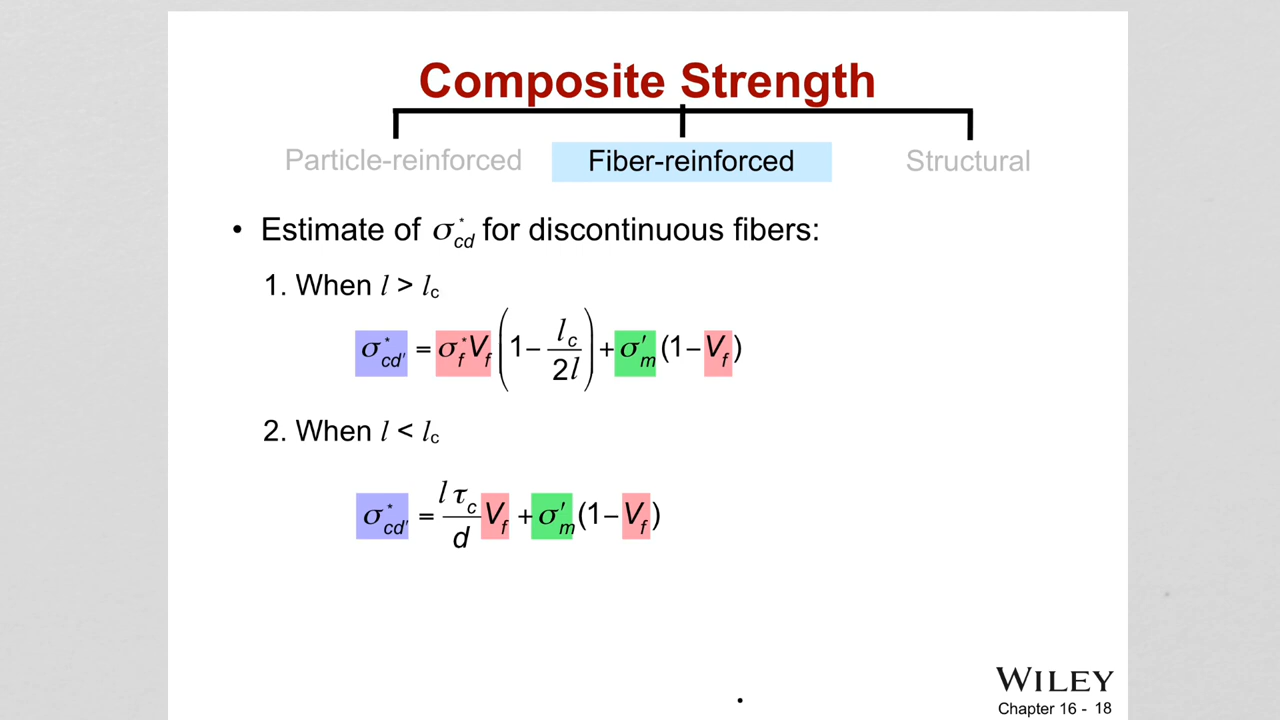 Composite Strength
Particle-reinforced Fiber-reinforced Structural
• Estimate of σ*cd for discontinuous fibers:
1. When l > lc
σ*cd′ = σ*f Vf (1− lc/2l) + σ′m (1− Vf)
2. When l < lc
σ*cd′ = l τc/d Vf + σ′m (1− Vf)
WILEY
Chapter 16 - 18